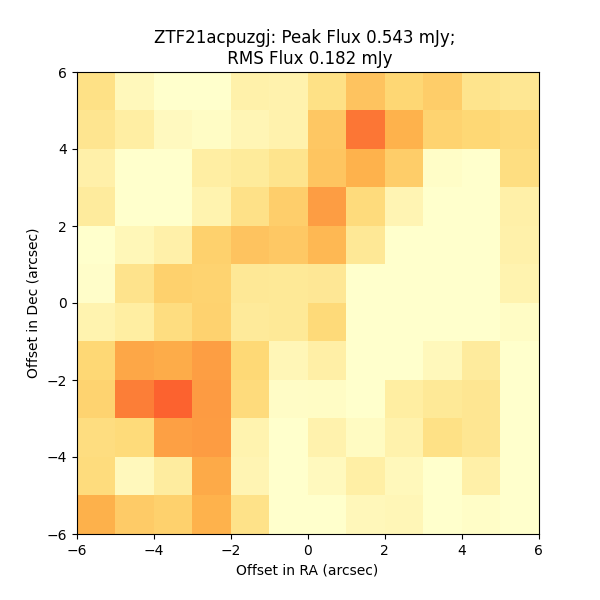 ZTF21acpuzgj: Peak Flux 0.543 mJy;
RMS Flux 0.182 mJy
6
4
2
0
−2
−4
−6
Offset in Dec (arcsec)
−6 −4 −2 0 2 4 6
Offset in RA (arcsec)